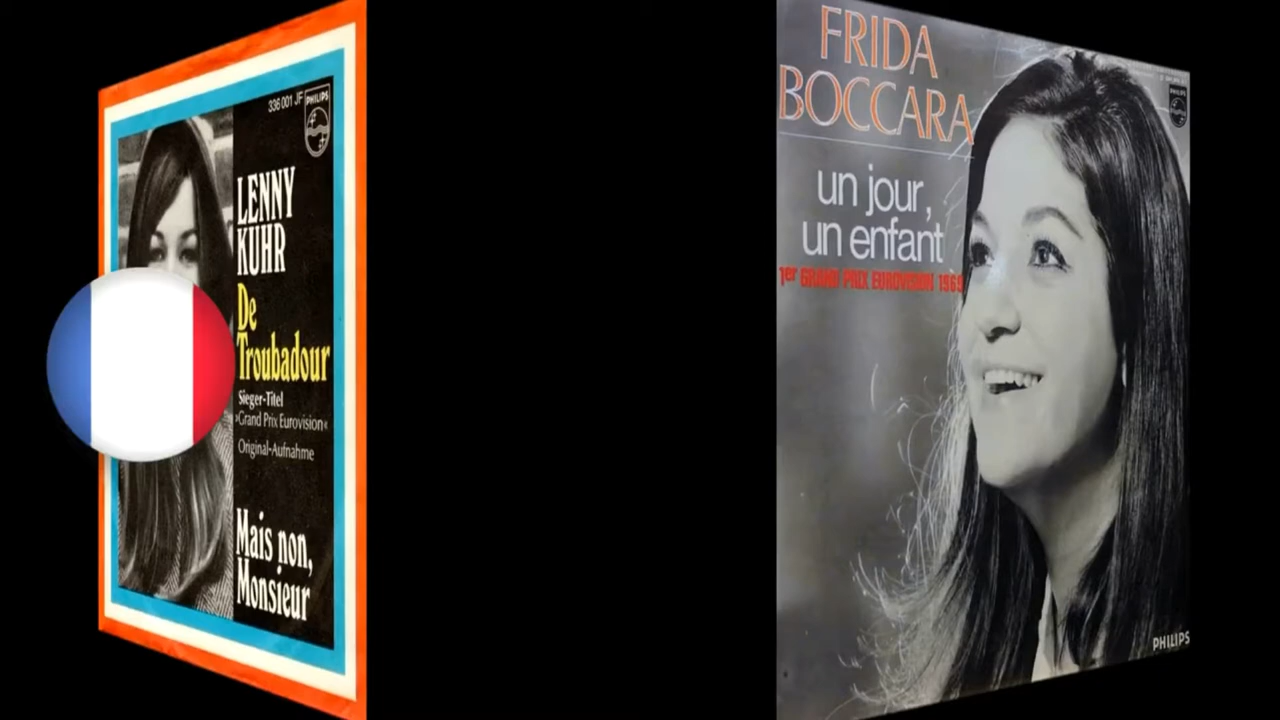 336 001 JF
PHILIPS
LENNY
KUHR
De
Troubadour
Sieger-Titel
»Grand Prix Eurovision«
Original-Aufnahme
Mais non,
Monsieur
FRIDA
BOCCARA
un jour,
un enfant
1er GRAND PRIX EUROVISION 1969
PHILIPS